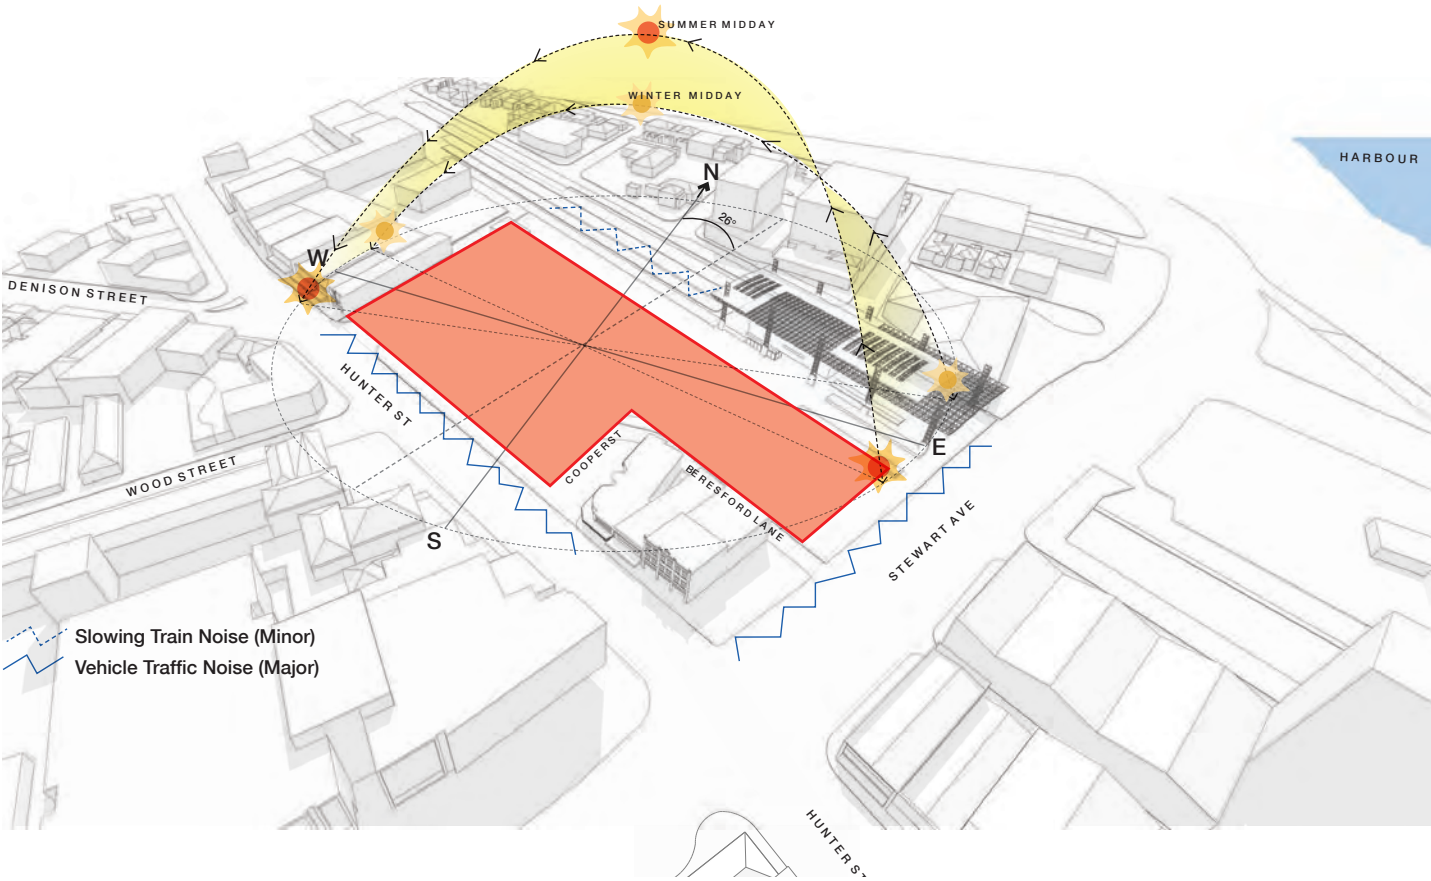 SUMMER MIDDAY
WINTER MIDDAY
HARBOUR
N
26°
W
DENISON STREET
HUNTER ST
E
COOPER ST
BERESFORD LANE
WOOD STREET
S
STEWART AVE
Slowing Train Noise (Minor)
Vehicle Traffic Noise (Major)
HUNTER ST